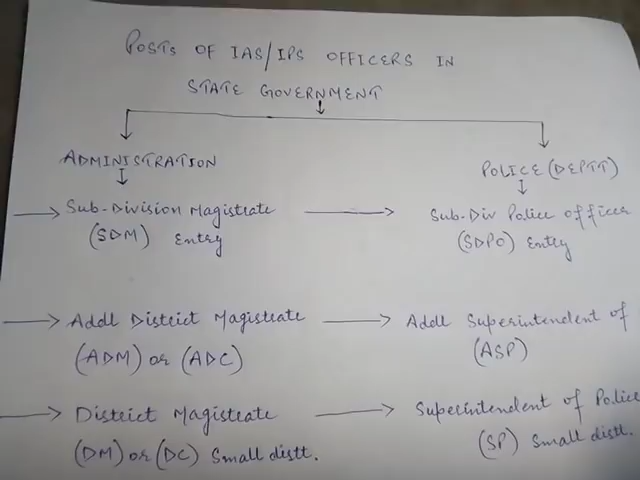 POSTS OF IAS/IPS OFFICERS IN
STATE GOVERNMENT
ADMINISTRATION
POLICE (DEPTT)
Sub-Division Magistrate
(SDM) Entry
Sub-Div Police officer
(SDPO) Entry
Addl District Magistrate
(ADM) or (ADC)
Addl Superintendent of
(ASP)
District Magistrate
(DM) or (DC) Small distt.
Superintendent of Police
(SP) Small distt.